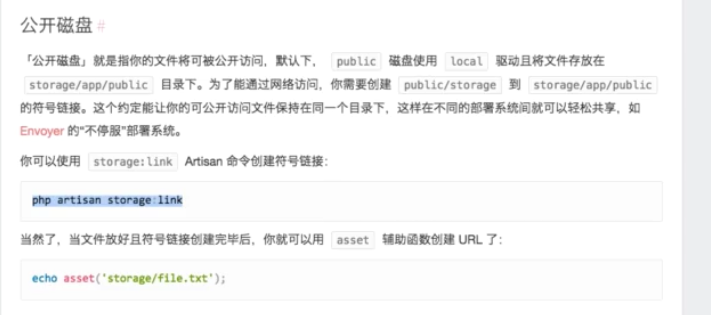 公开磁盘 #
「公开磁盘」就是指你的文件将可被公开访问，默认下， public 磁盘使用 local 驱动且将文件存放在
storage/app/public 目录下。为了能通过网络访问，你需要创建 public/storage 到 storage/app/public
的符号链接。这个约定能让你的可公开访问文件保持在同一个目录下，这样在不同的部署系统间就可以轻松共享，如
Envoyer 的“不停服”部署系统。
你可以使用 storage:link Artisan 命令创建符号链接：
php artisan storage:link
当然了，当文件放好且符号链接创建完毕后，你就可以用 asset 辅助函数创建 URL 了：
echo asset('storage/file.txt');